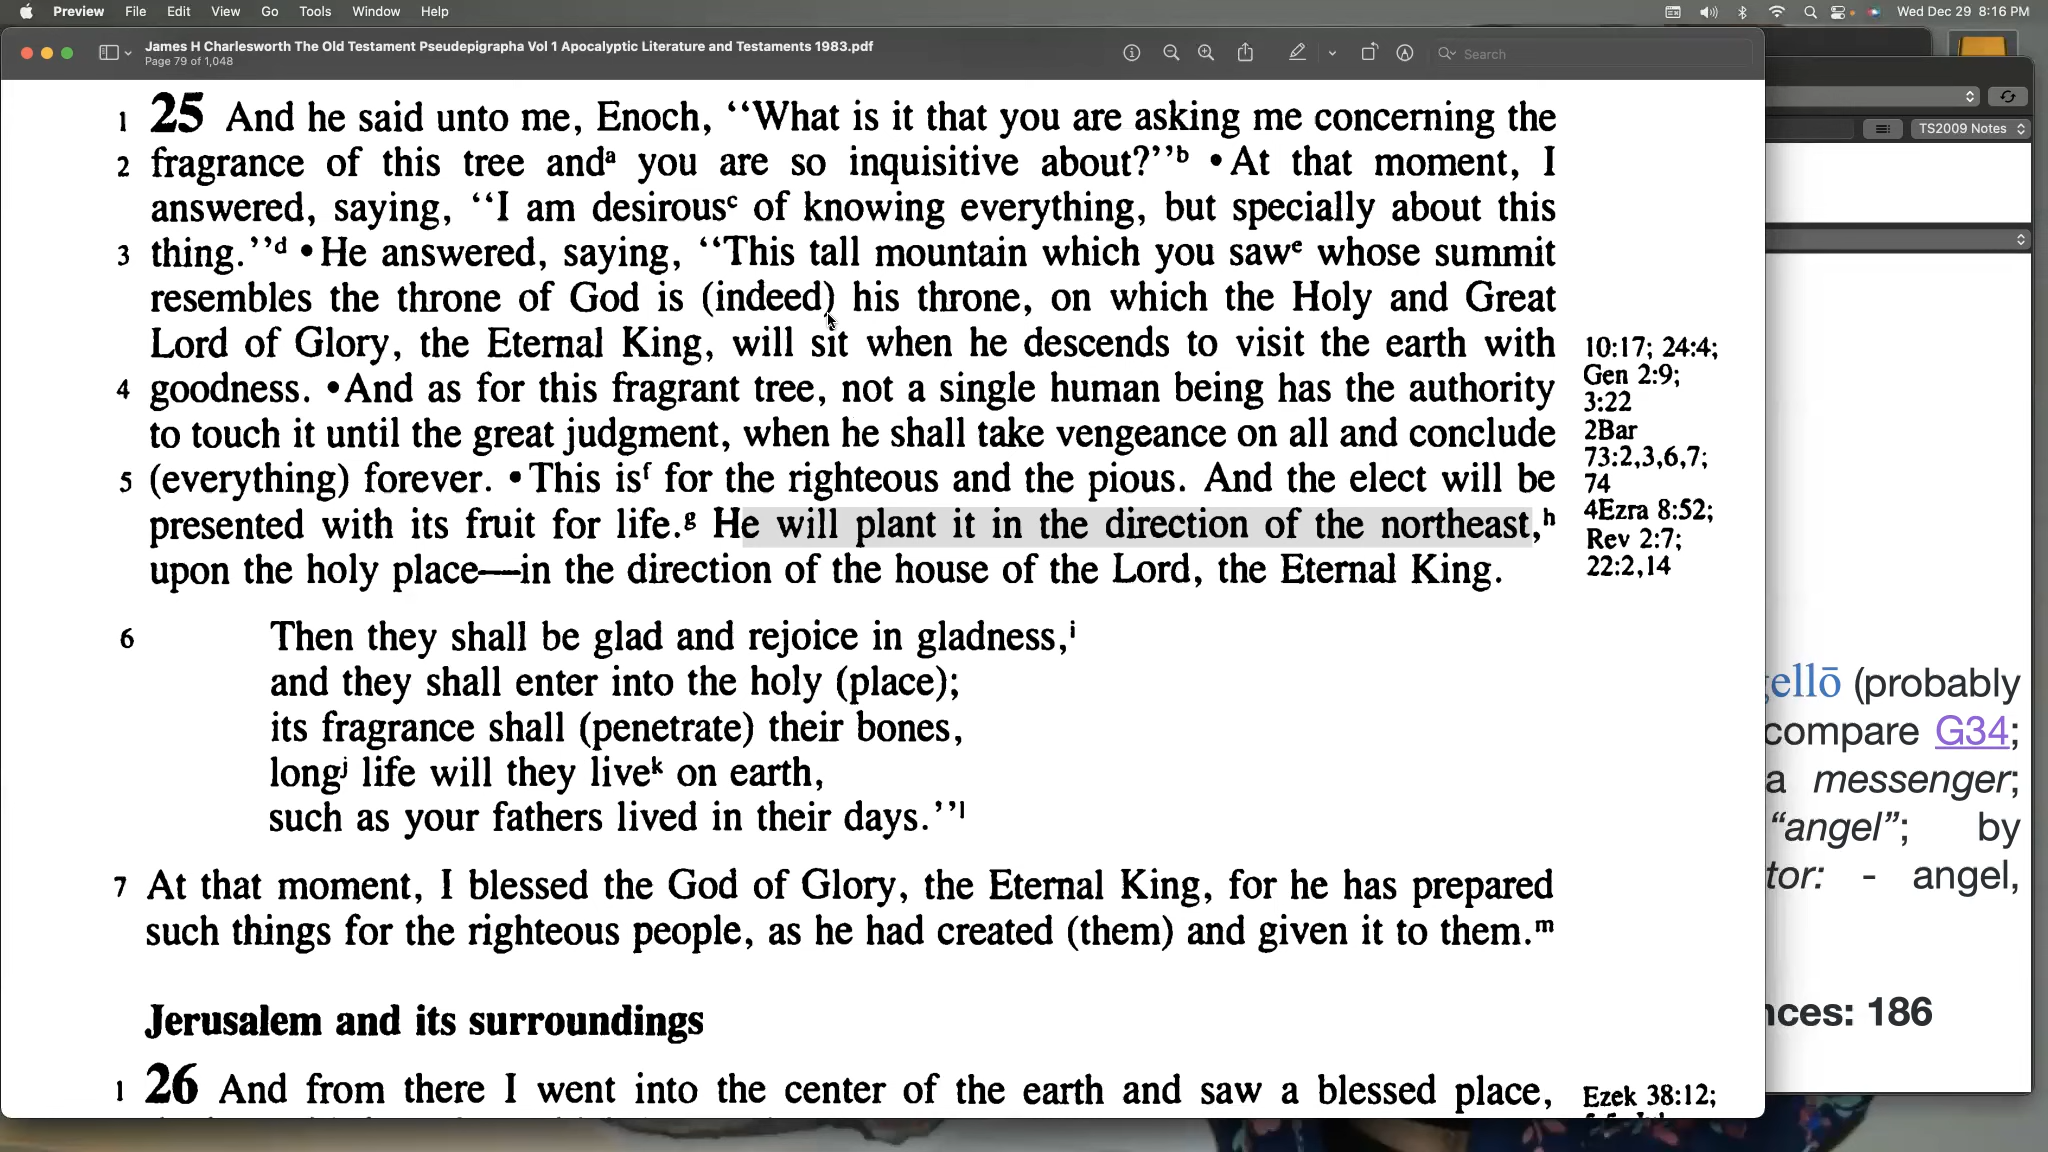 Preview File Edit View Go Tools Window Help
Wed Dec 29 8:16 PM
James H Charlesworth The Old Testament Pseudepigrapha Vol 1 Apocalyptic Literature and Testaments 1983.pdf
Page 79 of 1,048
Search
TS2009 Notes
1 25 And he said unto me, Enoch, “What is it that you are asking me concerning the
2 fragrance of this tree andᵃ you are so inquisitive about?”ᵇ •At that moment, I
answered, saying, “I am desirousᶜ of knowing everything, but specially about this
3 thing.”ᵈ •He answered, saying, “This tall mountain which you sawᵉ whose summit
resembles the throne of God is (indeed) his throne, on which the Holy and Great
Lord of Glory, the Eternal King, will sit when he descends to visit the earth with
4 goodness. •And as for this fragrant tree, not a single human being has the authority
to touch it until the great judgment, when he shall take vengeance on all and conclude
5 (everything) forever. •This isᶠ for the righteous and the pious. And the elect will be
presented with its fruit for life.ᵍ He will plant it in the direction of the northeast,ʰ
upon the holy place—in the direction of the house of the Lord, the Eternal King.
10:17; 24:4;
Gen 2:9;
3:22
2Bar
73:2,3,6,7;
74
4Ezra 8:52;
Rev 2:7;
22:2,14
6 Then they shall be glad and rejoice in gladness,ⁱ
and they shall enter into the holy (place);
its fragrance shall (penetrate) their bones,
longʲ life will they liveᵏ on earth,
such as your fathers lived in their days.”ˡ
7 At that moment, I blessed the God of Glory, the Eternal King, for he has prepared
such things for the righteous people, as he had created (them) and given it to them.ᵐ
Jerusalem and its surroundings
1 26 And from there I went into the center of the earth and saw a blessed place,
Ezek 38:12;
ellō (probably
compare G34;
a messenger;
“angel”; by
tor: - angel,
nces: 186